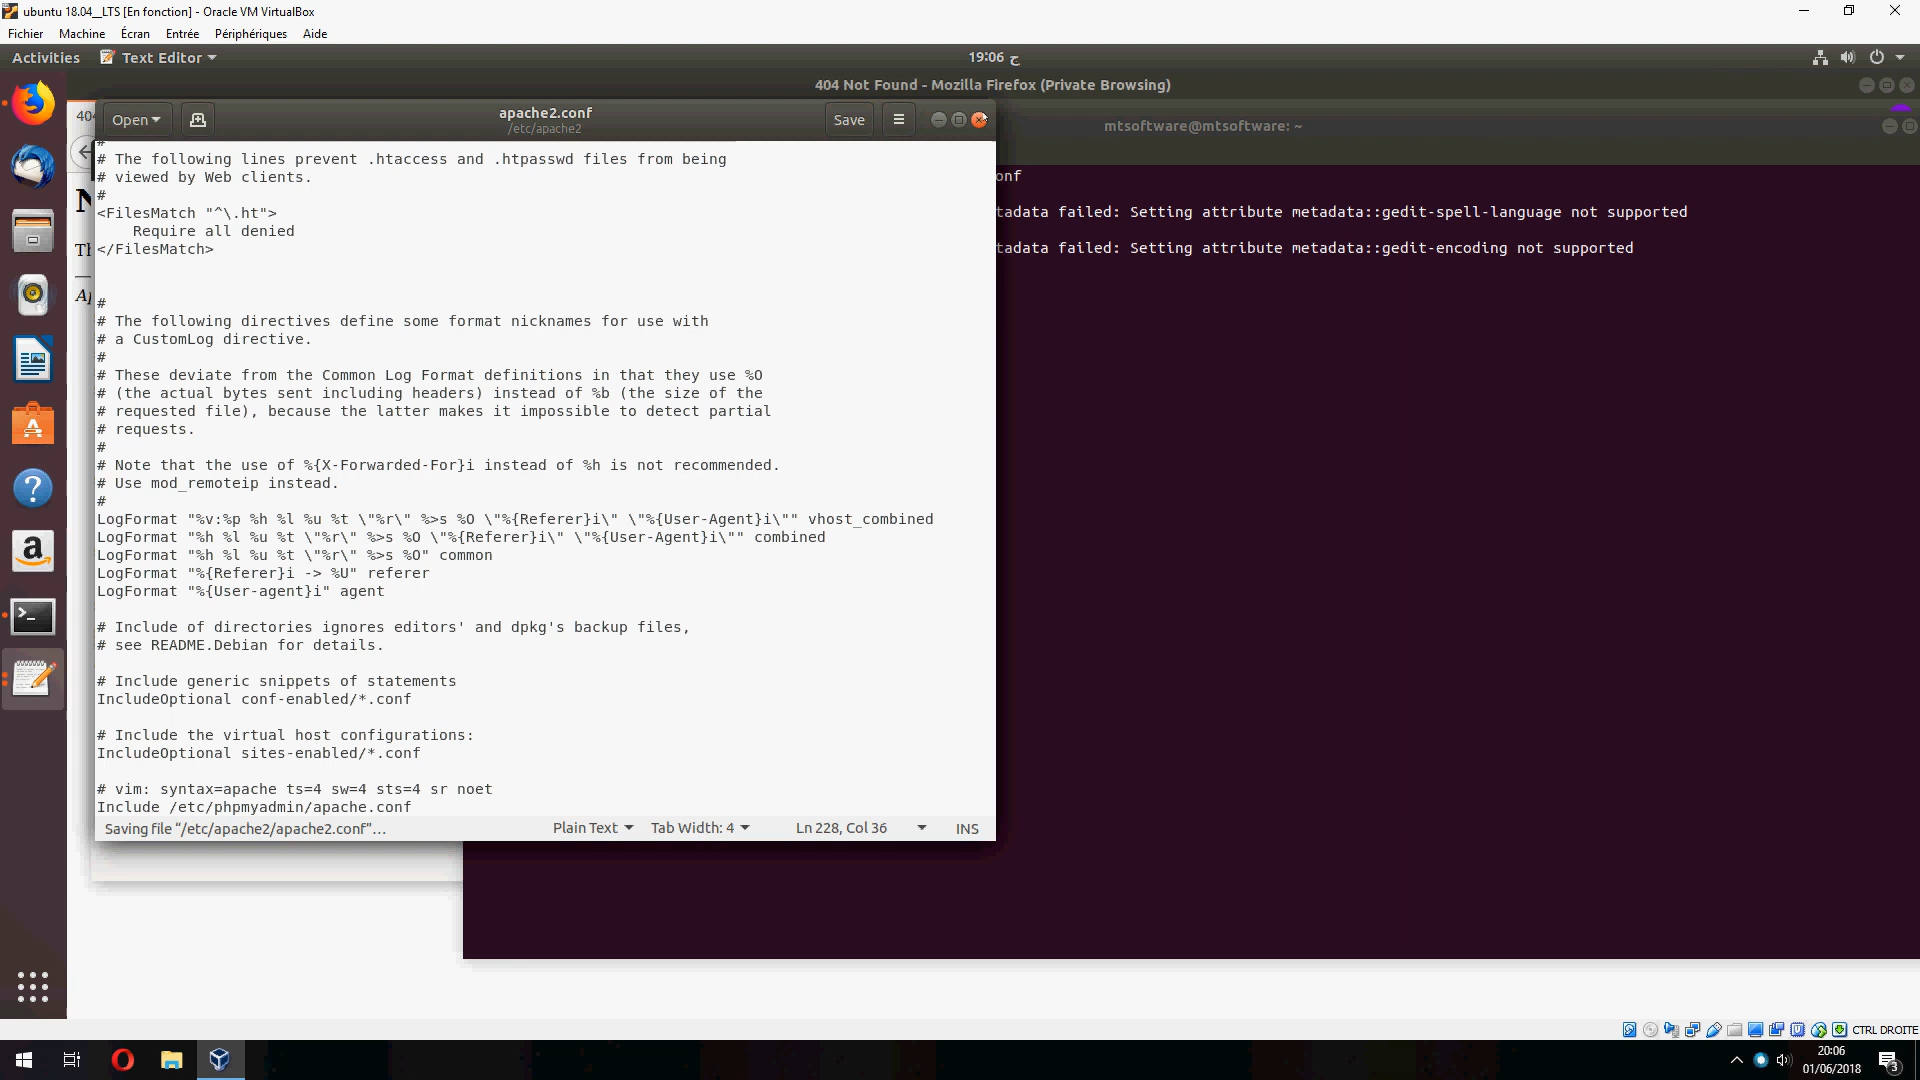 ubuntu 18.04__LTS [En fonction] - Oracle VM VirtualBox
Fichier Machine Écran Entrée Périphériques Aide
Activities Text Editor 19:06 ح
404 Not Found - Mozilla Firefox (Private Browsing)
Open apache2.conf Save
/etc/apache2
mtsoftware@mtsoftware: ~
#
# The following lines prevent .htaccess and .htpasswd files from being
# viewed by Web clients.
#
<FilesMatch "^\.ht">
    Require all denied
</FilesMatch>
#
# The following directives define some format nicknames for use with
# a CustomLog directive.
#
# These deviate from the Common Log Format definitions in that they use %O
# (the actual bytes sent including headers) instead of %b (the size of the
# requested file), because the latter makes it impossible to detect partial
# requests.
#
# Note that the use of %{X-Forwarded-For}i instead of %h is not recommended.
# Use mod_remoteip instead.
#
LogFormat "%v:%p %h %l %u %t \"%r\" %>s %O \"%{Referer}i\" \"%{User-Agent}i\"" vhost_combined
LogFormat "%h %l %u %t \"%r\" %>s %O \"%{Referer}i\" \"%{User-Agent}i\"" combined
LogFormat "%h %l %u %t \"%r\" %>s %O" common
LogFormat "%{Referer}i -> %U" referer
LogFormat "%{User-agent}i" agent
# Include of directories ignores editors' and dpkg's backup files,
# see README.Debian for details.
# Include generic snippets of statements
IncludeOptional conf-enabled/*.conf
# Include the virtual host configurations:
IncludeOptional sites-enabled/*.conf
# vim: syntax=apache ts=4 sw=4 sts=4 sr noet
Include /etc/phpmyadmin/apache.conf
Saving file “/etc/apache2/apache2.conf”… Plain Text Tab Width: 4 Ln 228, Col 36 INS
onf
tadata failed: Setting attribute metadata::gedit-spell-language not supported
tadata failed: Setting attribute metadata::gedit-encoding not supported
CTRL DROITE
20:06
01/06/2018
3